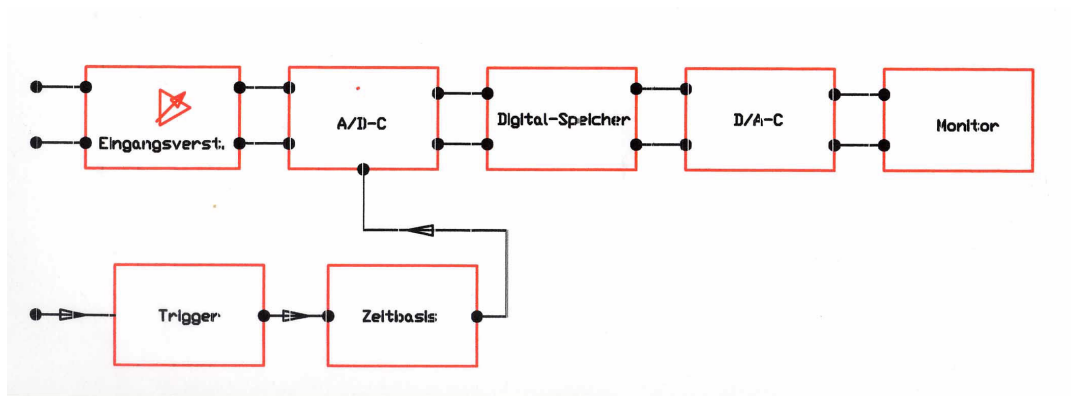 Eingangsverst.
A/D-C
Digital-Speicher
D/A-C
Monitor
Trigger
Zeitbasis